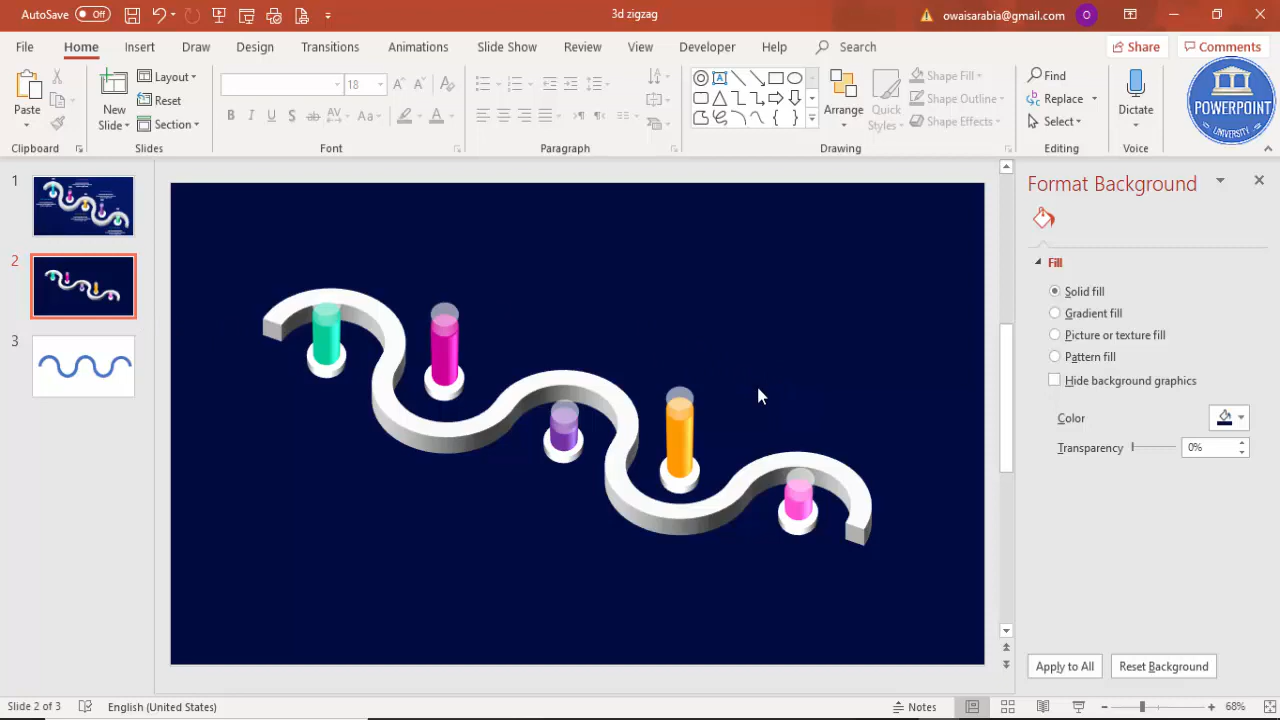 AutoSave Off
3d zigzag
owaisarabia@gmail.com
O
File Home Insert Draw Design Transitions Animations Slide Show Review View Developer Help Search
Share Comments
Paste
Clipboard
New
Slide
Layout
Reset
Section
Slides
18
Font
Paragraph
Arrange
Quick
Styles
Shape Fill
Shape Outline
Shape Effects
Drawing
Find
Replace
Select
Editing
Dictate
Voice
POWERPOINT
UNIVERSITY
1
2
3
Format Background
Fill
Solid fill
Gradient fill
Picture or texture fill
Pattern fill
Hide background graphics
Color
Transparency 0%
Apply to All Reset Background
Slide 2 of 3 English (United States) Notes 68%